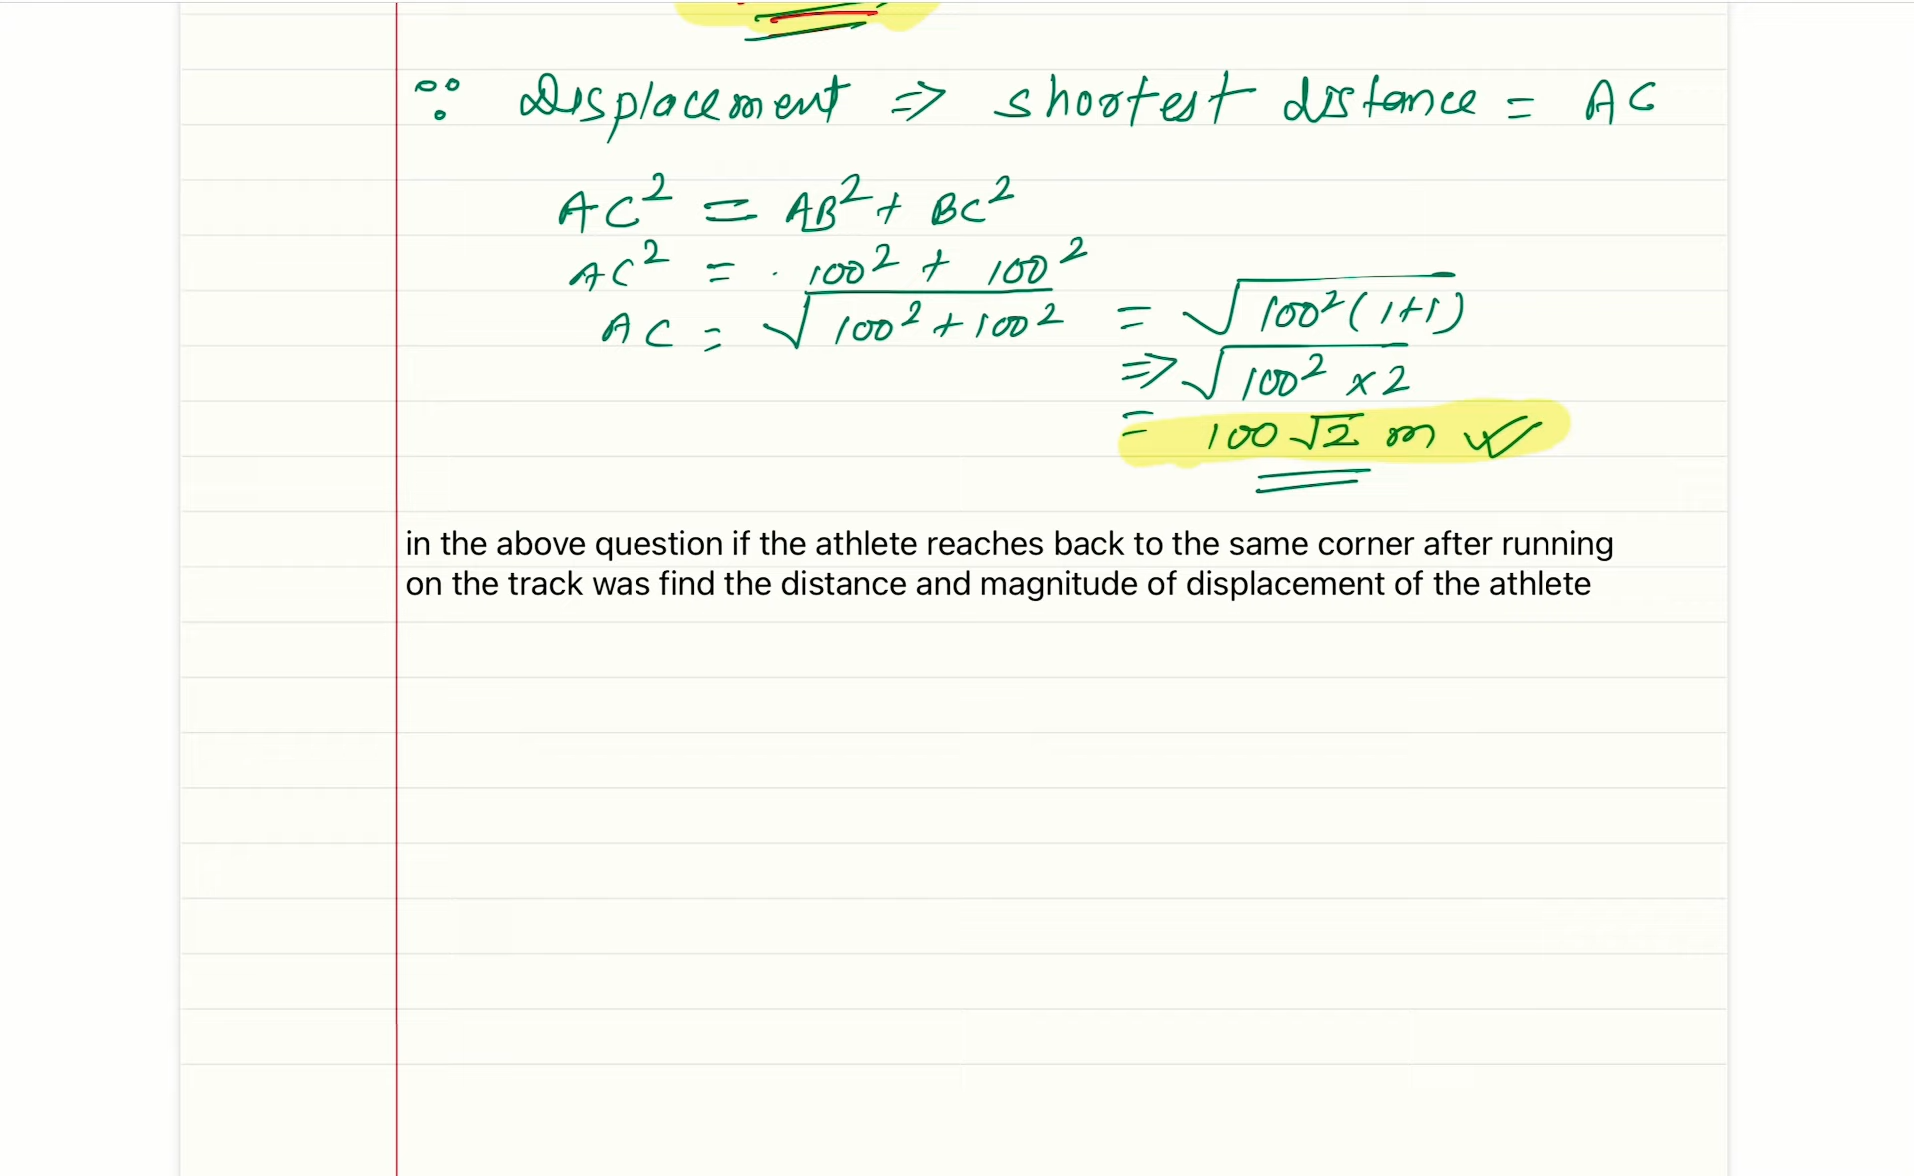 ∵ Displacement ⇒ shortest distance = AC
AC² = AB² + BC²
AC² = 100² + 100²
AC = √100² + 100² = √100² (1+1)
⇒ √100² × 2
= 100 √2 m ✓
in the above question if the athlete reaches back to the same corner after running
on the track was find the distance and magnitude of displacement of the athlete